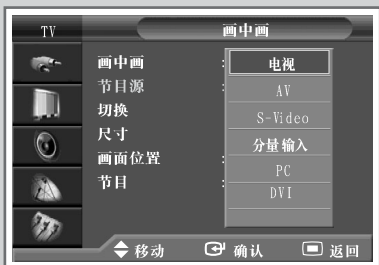 TV 画中画
画中画 :
节目源 :
切换
尺寸
画面位置 :
节目 :
电视
AV
S-Video
分量输入
PC
DVI
移动 确认 返回